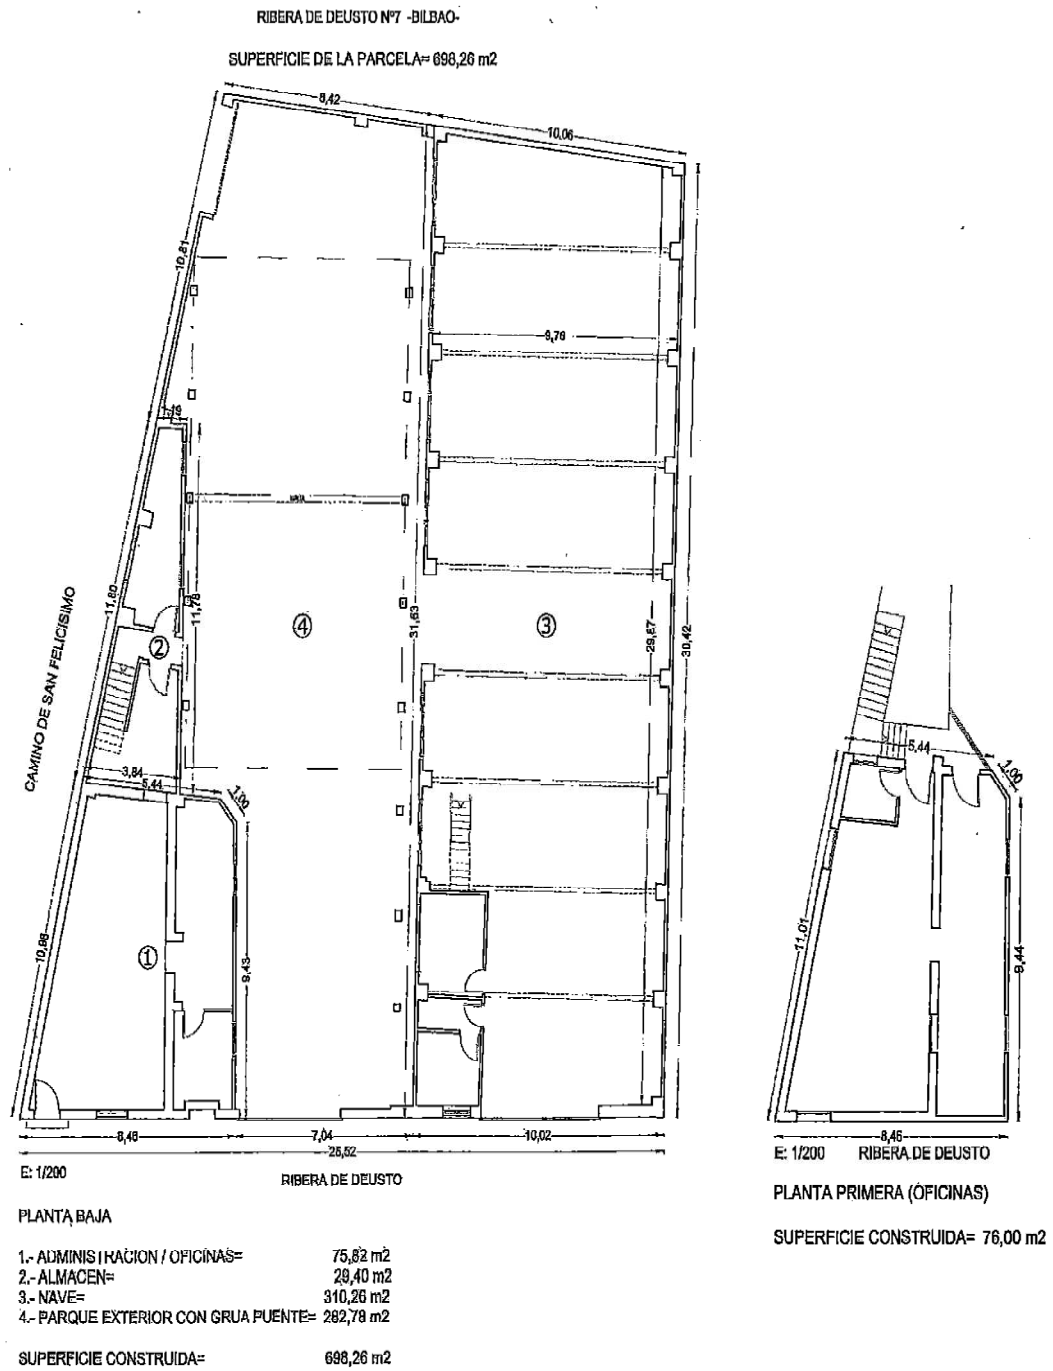 RIBERA DE DEUSTO Nº7 -BILBAO-
SUPERFICIE DE LA PARCELA= 698,26 m2
8,42
10,06
10,81
9,76
1,19
11,80
11,78
31,63
29,87
30,42
CAMINO DE SAN FELICISIMO
4
3
2
3,84
5,44
1,00
10,98
1
9,43
8,46
7,04
10,02
25,52
E: 1/200
RIBERA DE DEUSTO
5,44
1,00
11,01
9,44
8,46
E: 1/200 RIBERA DE DEUSTO
PLANTA PRIMERA (OFICINAS)
SUPERFICIE CONSTRUIDA= 76,00 m2
PLANTA BAJA
1.- ADMINISTRACION / OFICINAS= 75,82 m2
2.- ALMACEN= 29,40 m2
3.- NAVE= 310,26 m2
4.- PARQUE EXTERIOR CON GRUA PUENTE= 282,78 m2
SUPERFICIE CONSTRUIDA= 698,26 m2